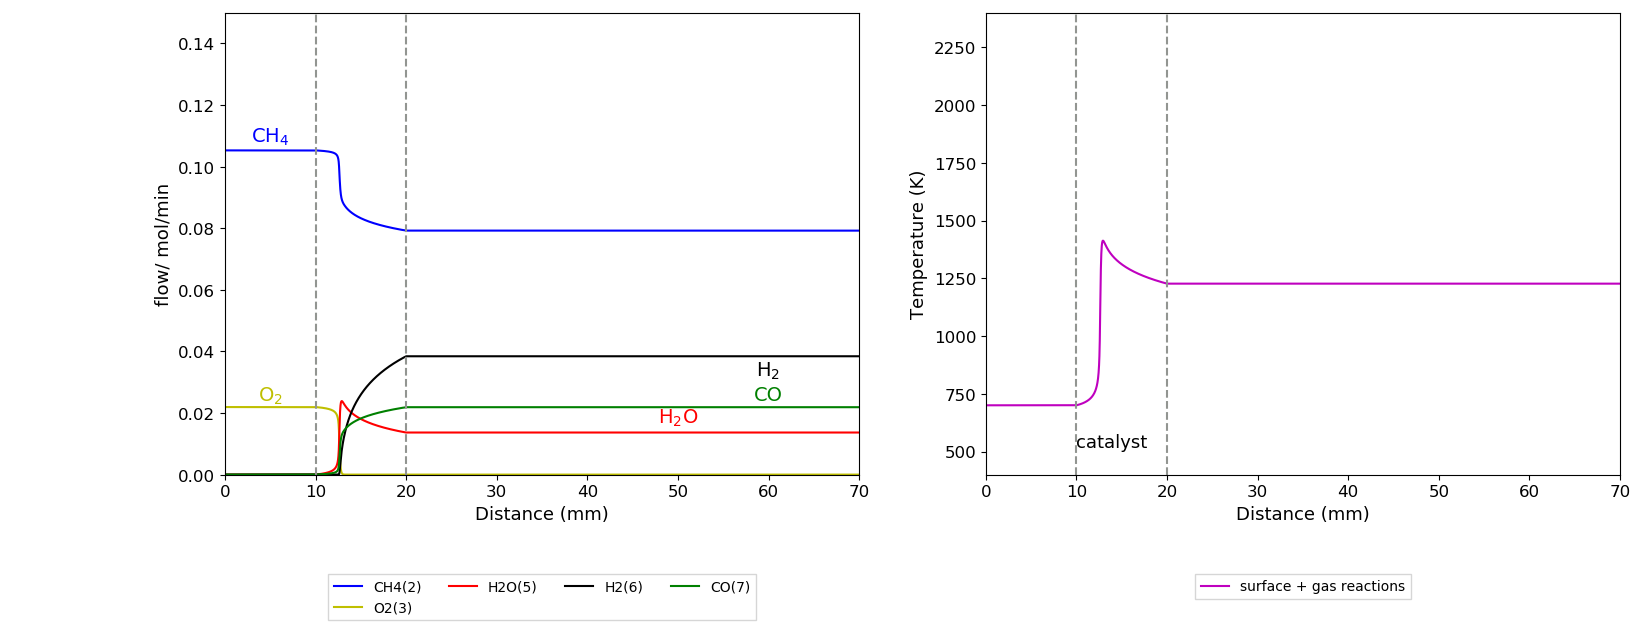 0.14
0.12
0.10
0.08
0.06
0.04
0.02
0.00
flow/ mol/min
CH4
O2
H2
CO
H2O
0 10 20 30 40 50 60 70
Distance (mm)
CH4(2) H2O(5) H2(6) CO(7)
O2(3)
2250
2000
1750
1500
1250
1000
750
500
Temperature (K)
catalyst
0 10 20 30 40 50 60 70
Distance (mm)
surface + gas reactions